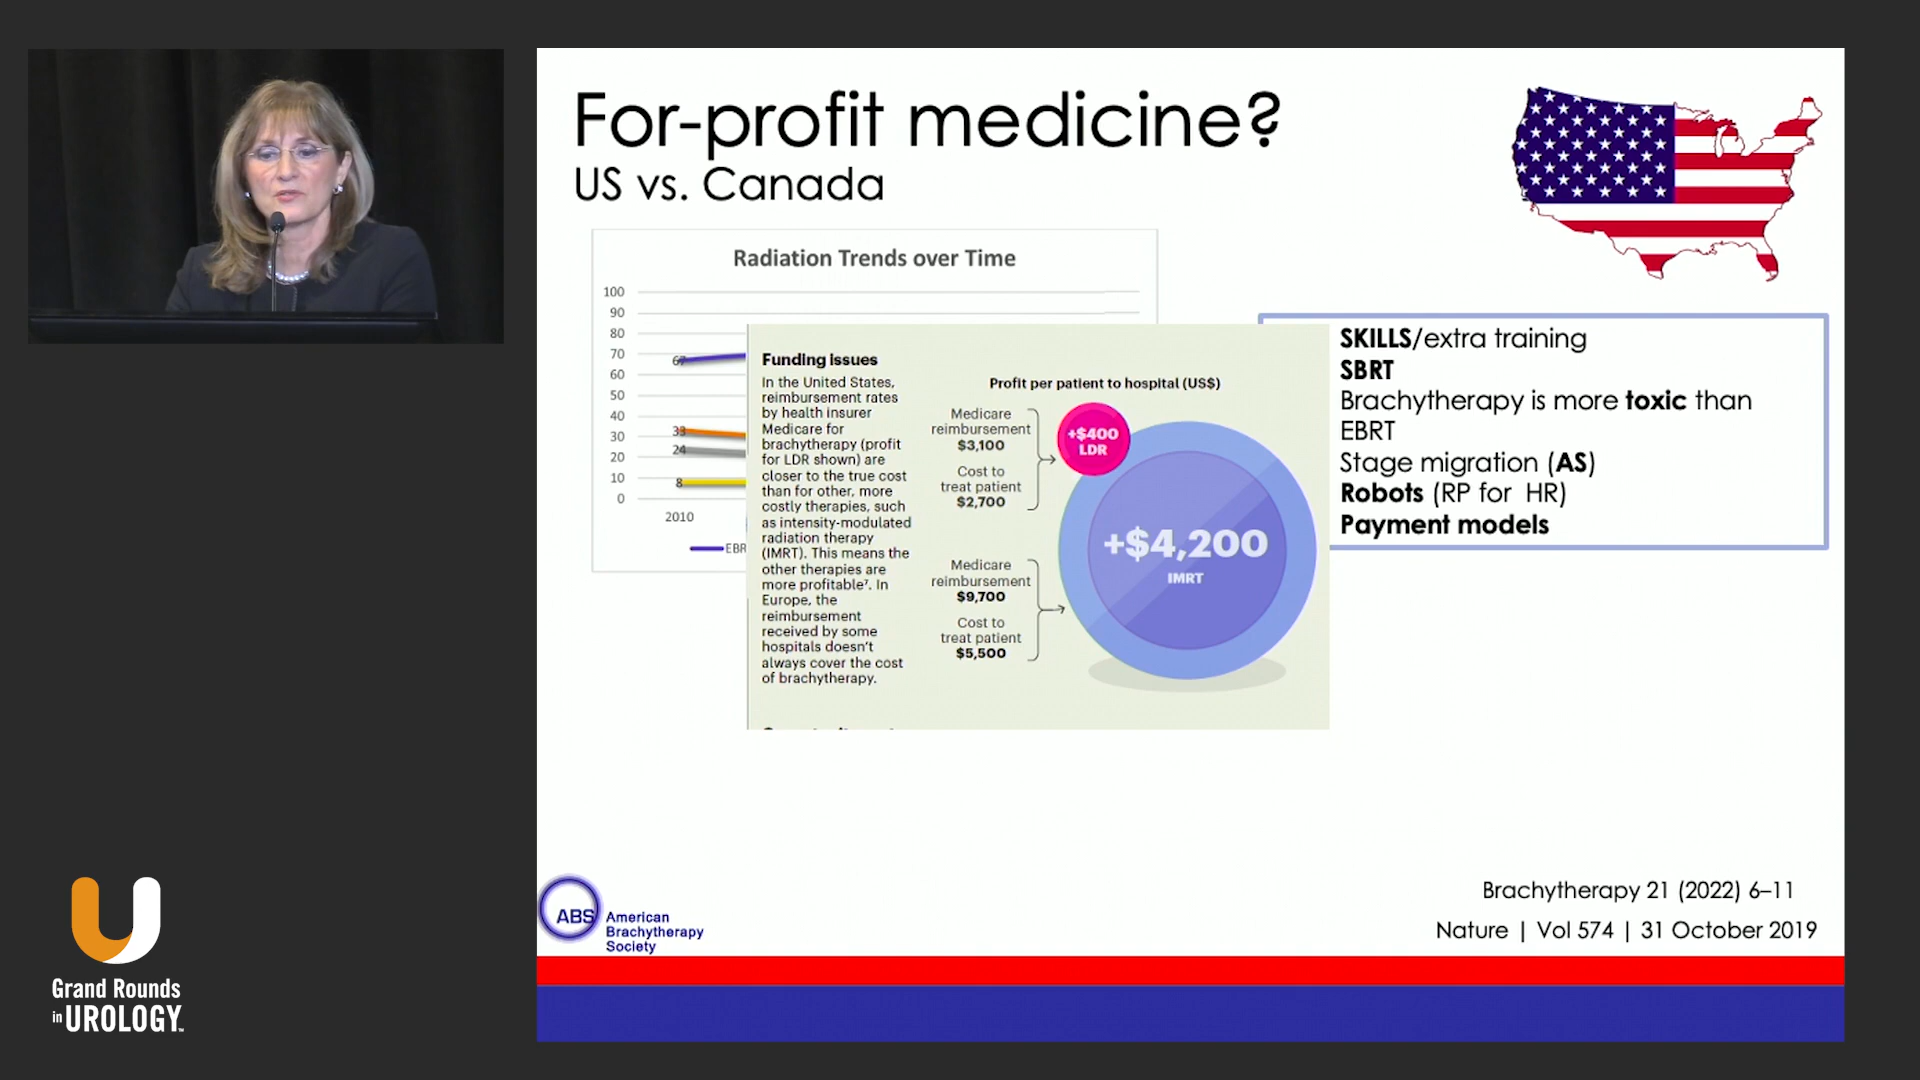 For-profit medicine?
US vs. Canada
Radiation Trends over Time
100
90
80
70
60
50
40
30
20
10
0
67
33
24
8
2010
EBR
Funding issues
In the United States,
reimbursement rates
by health insurer
Medicare for
brachytherapy (profit
for LDR shown) are
closer to the true cost
than for other, more
costly therapies, such
as intensity-modulated
radiation therapy
(IMRT). This means the
other therapies are
more profitable⁷. In
Europe, the
reimbursement
received by some
hospitals doesn't
always cover the cost
of brachytherapy.
Profit per patient to hospital (US$)
Medicare
reimbursement
$3,100
Cost to
treat patient
$2,700
+$400
LDR
Medicare
reimbursement
$9,700
Cost to
treat patient
$5,500
+$4,200
IMRT
SKILLS/extra training
SBRT
Brachytherapy is more toxic than
EBRT
Stage migration (AS)
Robots (RP for HR)
Payment models
Brachytherapy 21 (2022) 6–11
Nature | Vol 574 | 31 October 2019
ABS
American
Brachytherapy
Society
Grand Rounds
in UROLOGY™